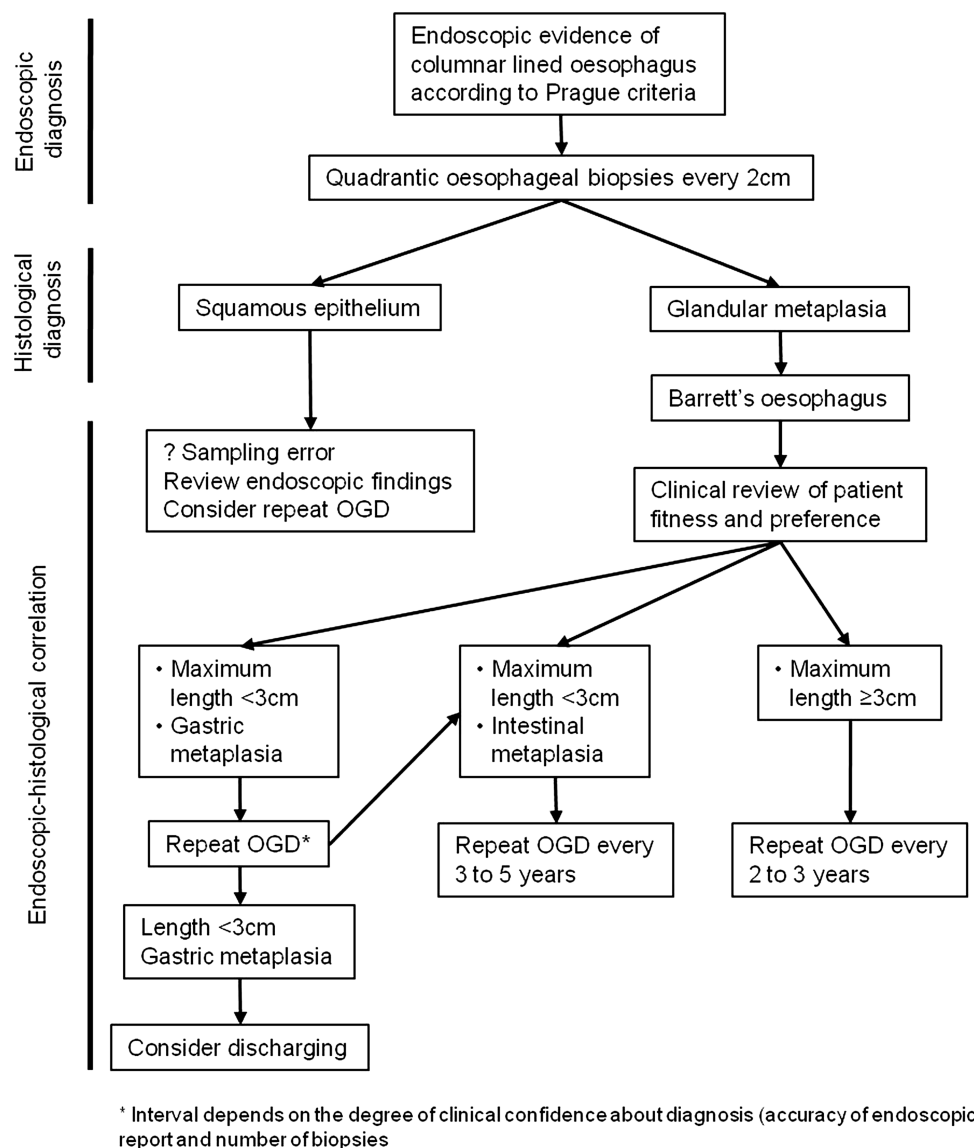 Endoscopic
diagnosis
Endoscopic evidence of
columnar lined oesophagus
according to Prague criteria
Quadrantic oesophageal biopsies every 2cm
Histological
diagnosis
Squamous epithelium
Glandular metaplasia
Barrett's oesophagus
Endoscopic-histological correlation
? Sampling error
Review endoscopic findings
Consider repeat OGD
Clinical review of patient
fitness and preference
• Maximum
length <3cm
• Gastric
metaplasia
• Maximum
length <3cm
• Intestinal
metaplasia
• Maximum
length ≥3cm
Repeat OGD*
Repeat OGD every
3 to 5 years
Repeat OGD every
2 to 3 years
Length <3cm
Gastric metaplasia
Consider discharging
* Interval depends on the degree of clinical confidence about diagnosis (accuracy of endoscopic
report and number of biopsies